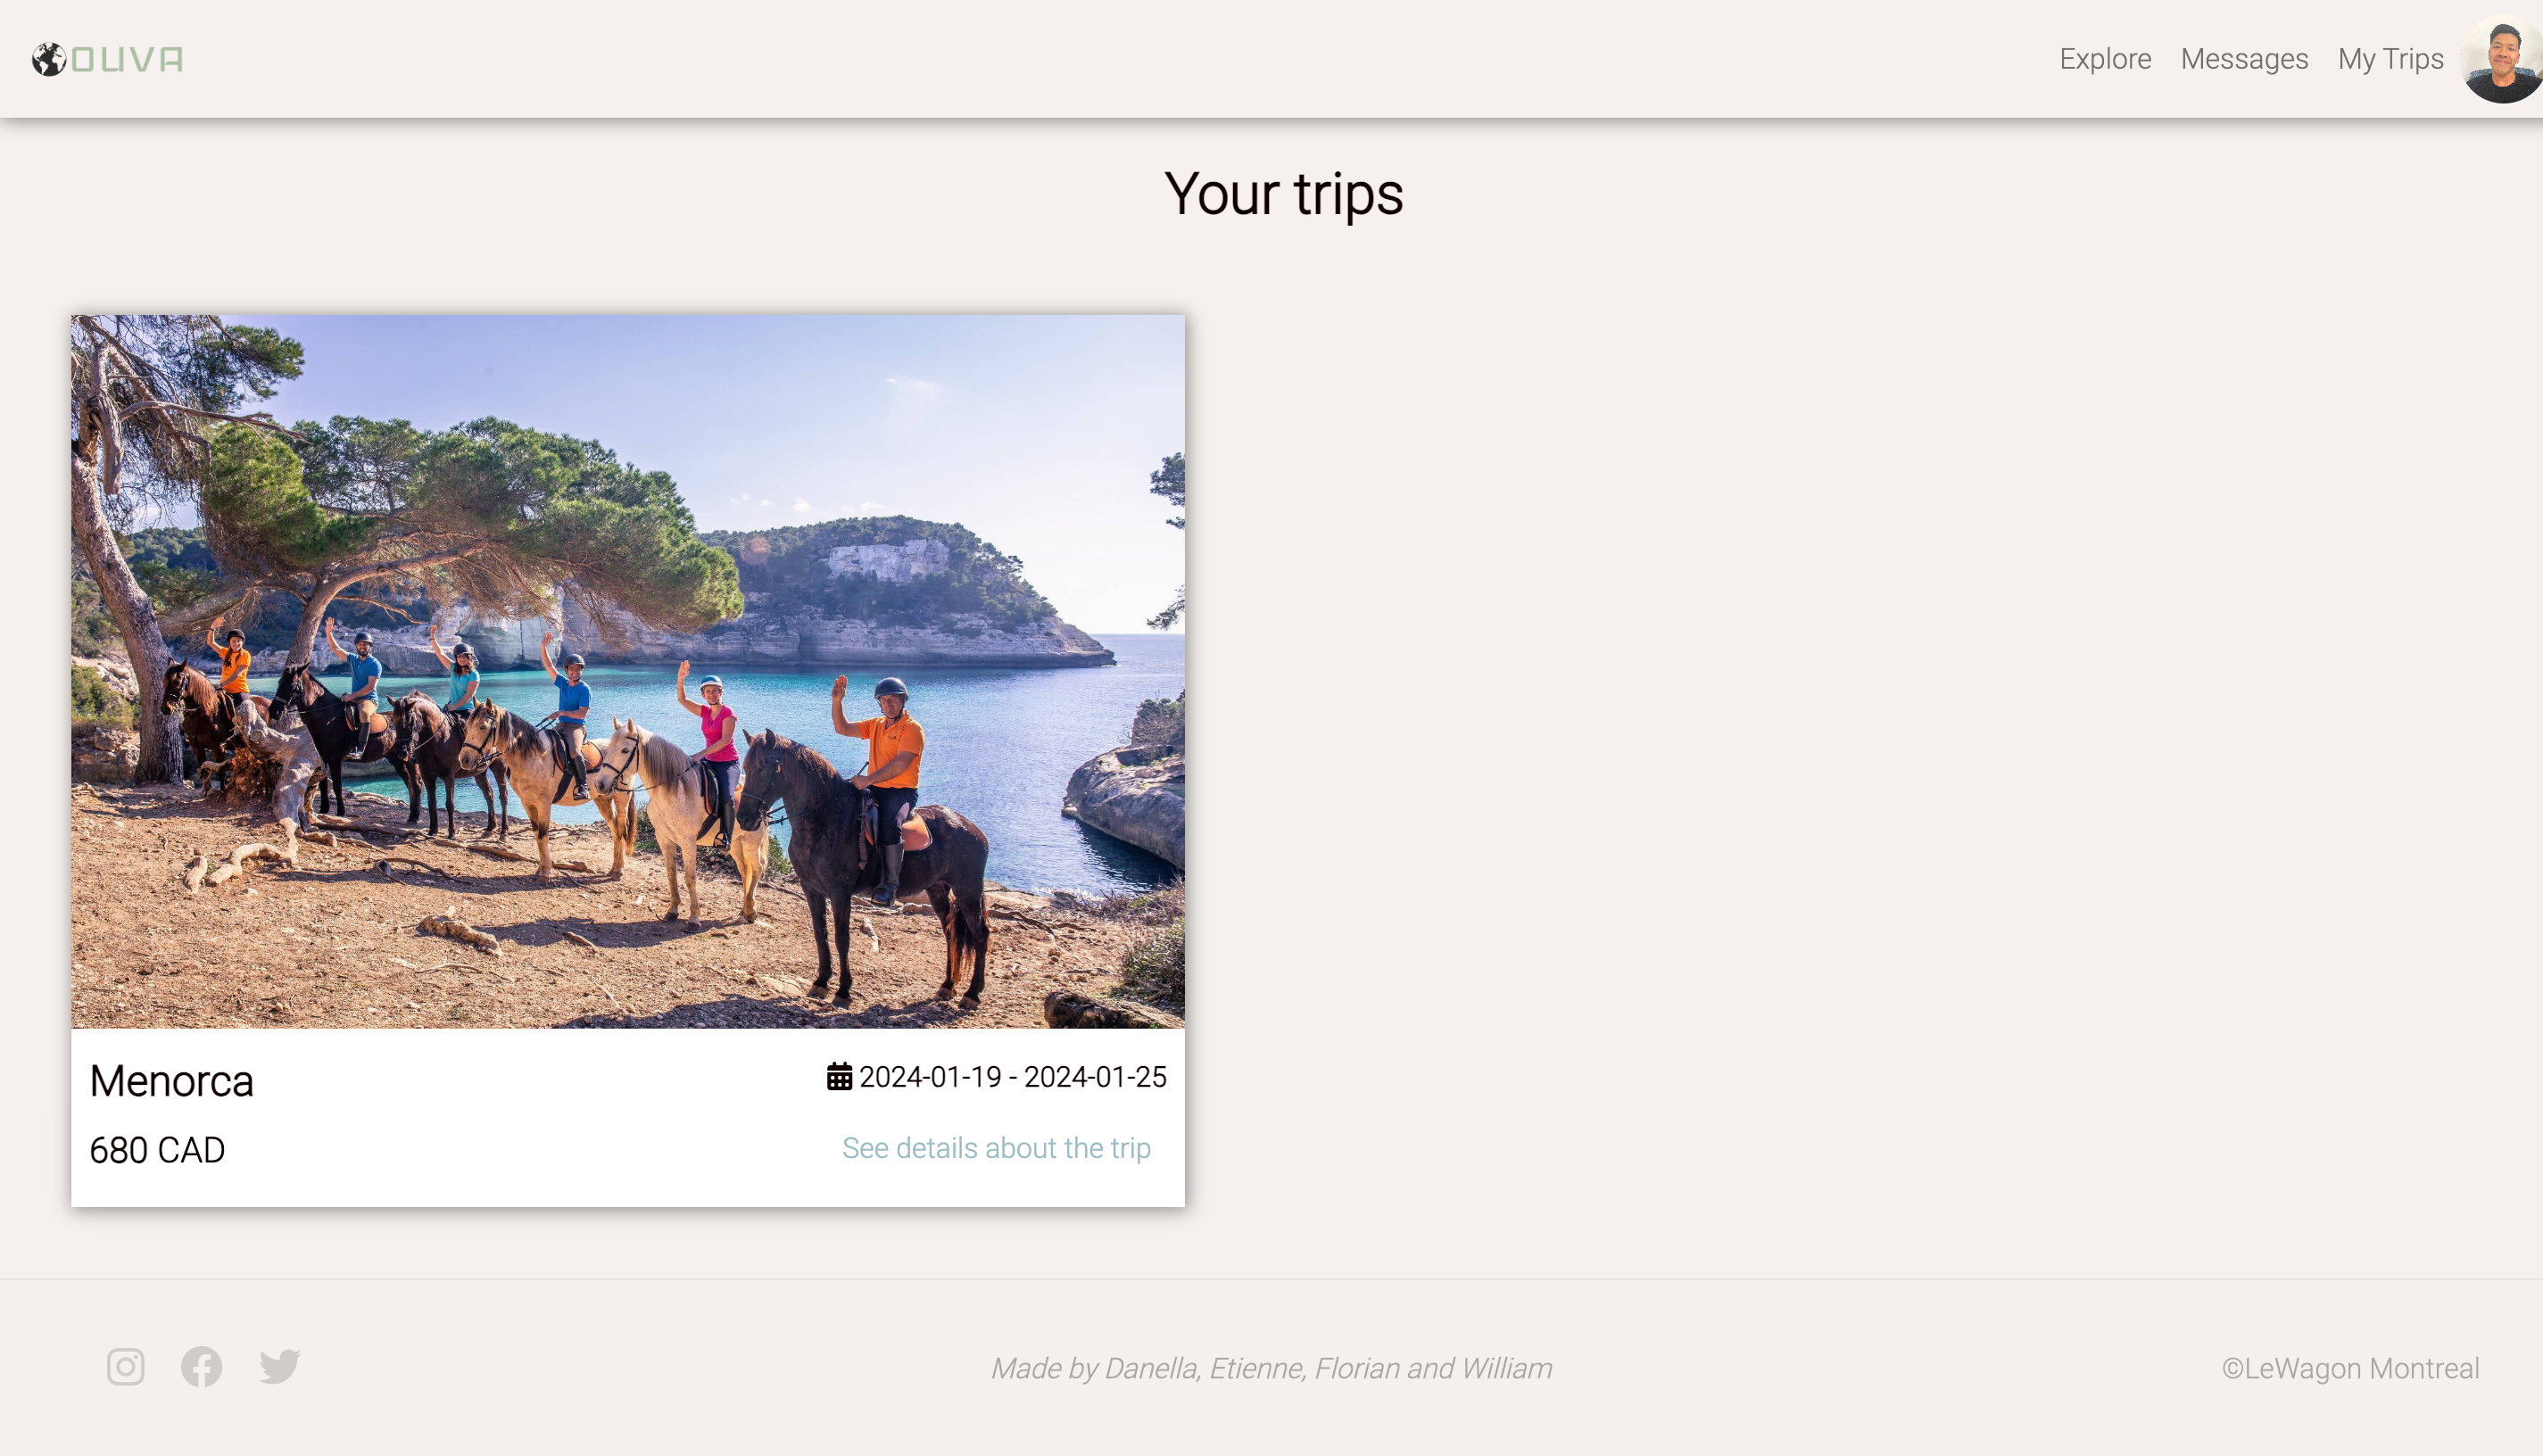 OUVA
Explore Messages My Trips
Your trips
Menorca
2024-01-19 - 2024-01-25
680 CAD
See details about the trip
Made by Danella, Etienne, Florian and William
©LeWagon Montreal